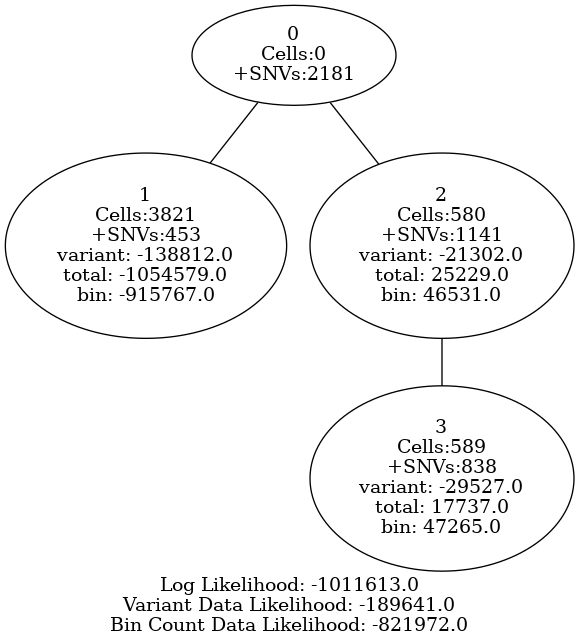 0
Cells:0
+SNVs:2181
1
Cells:3821
+SNVs:453
variant: -138812.0
total: -1054579.0
bin: -915767.0
2
Cells:580
+SNVs:1141
variant: -21302.0
total: 25229.0
bin: 46531.0
3
Cells:589
+SNVs:838
variant: -29527.0
total: 17737.0
bin: 47265.0
Log Likelihood: -1011613.0
Variant Data Likelihood: -189641.0
Bin Count Data Likelihood: -821972.0